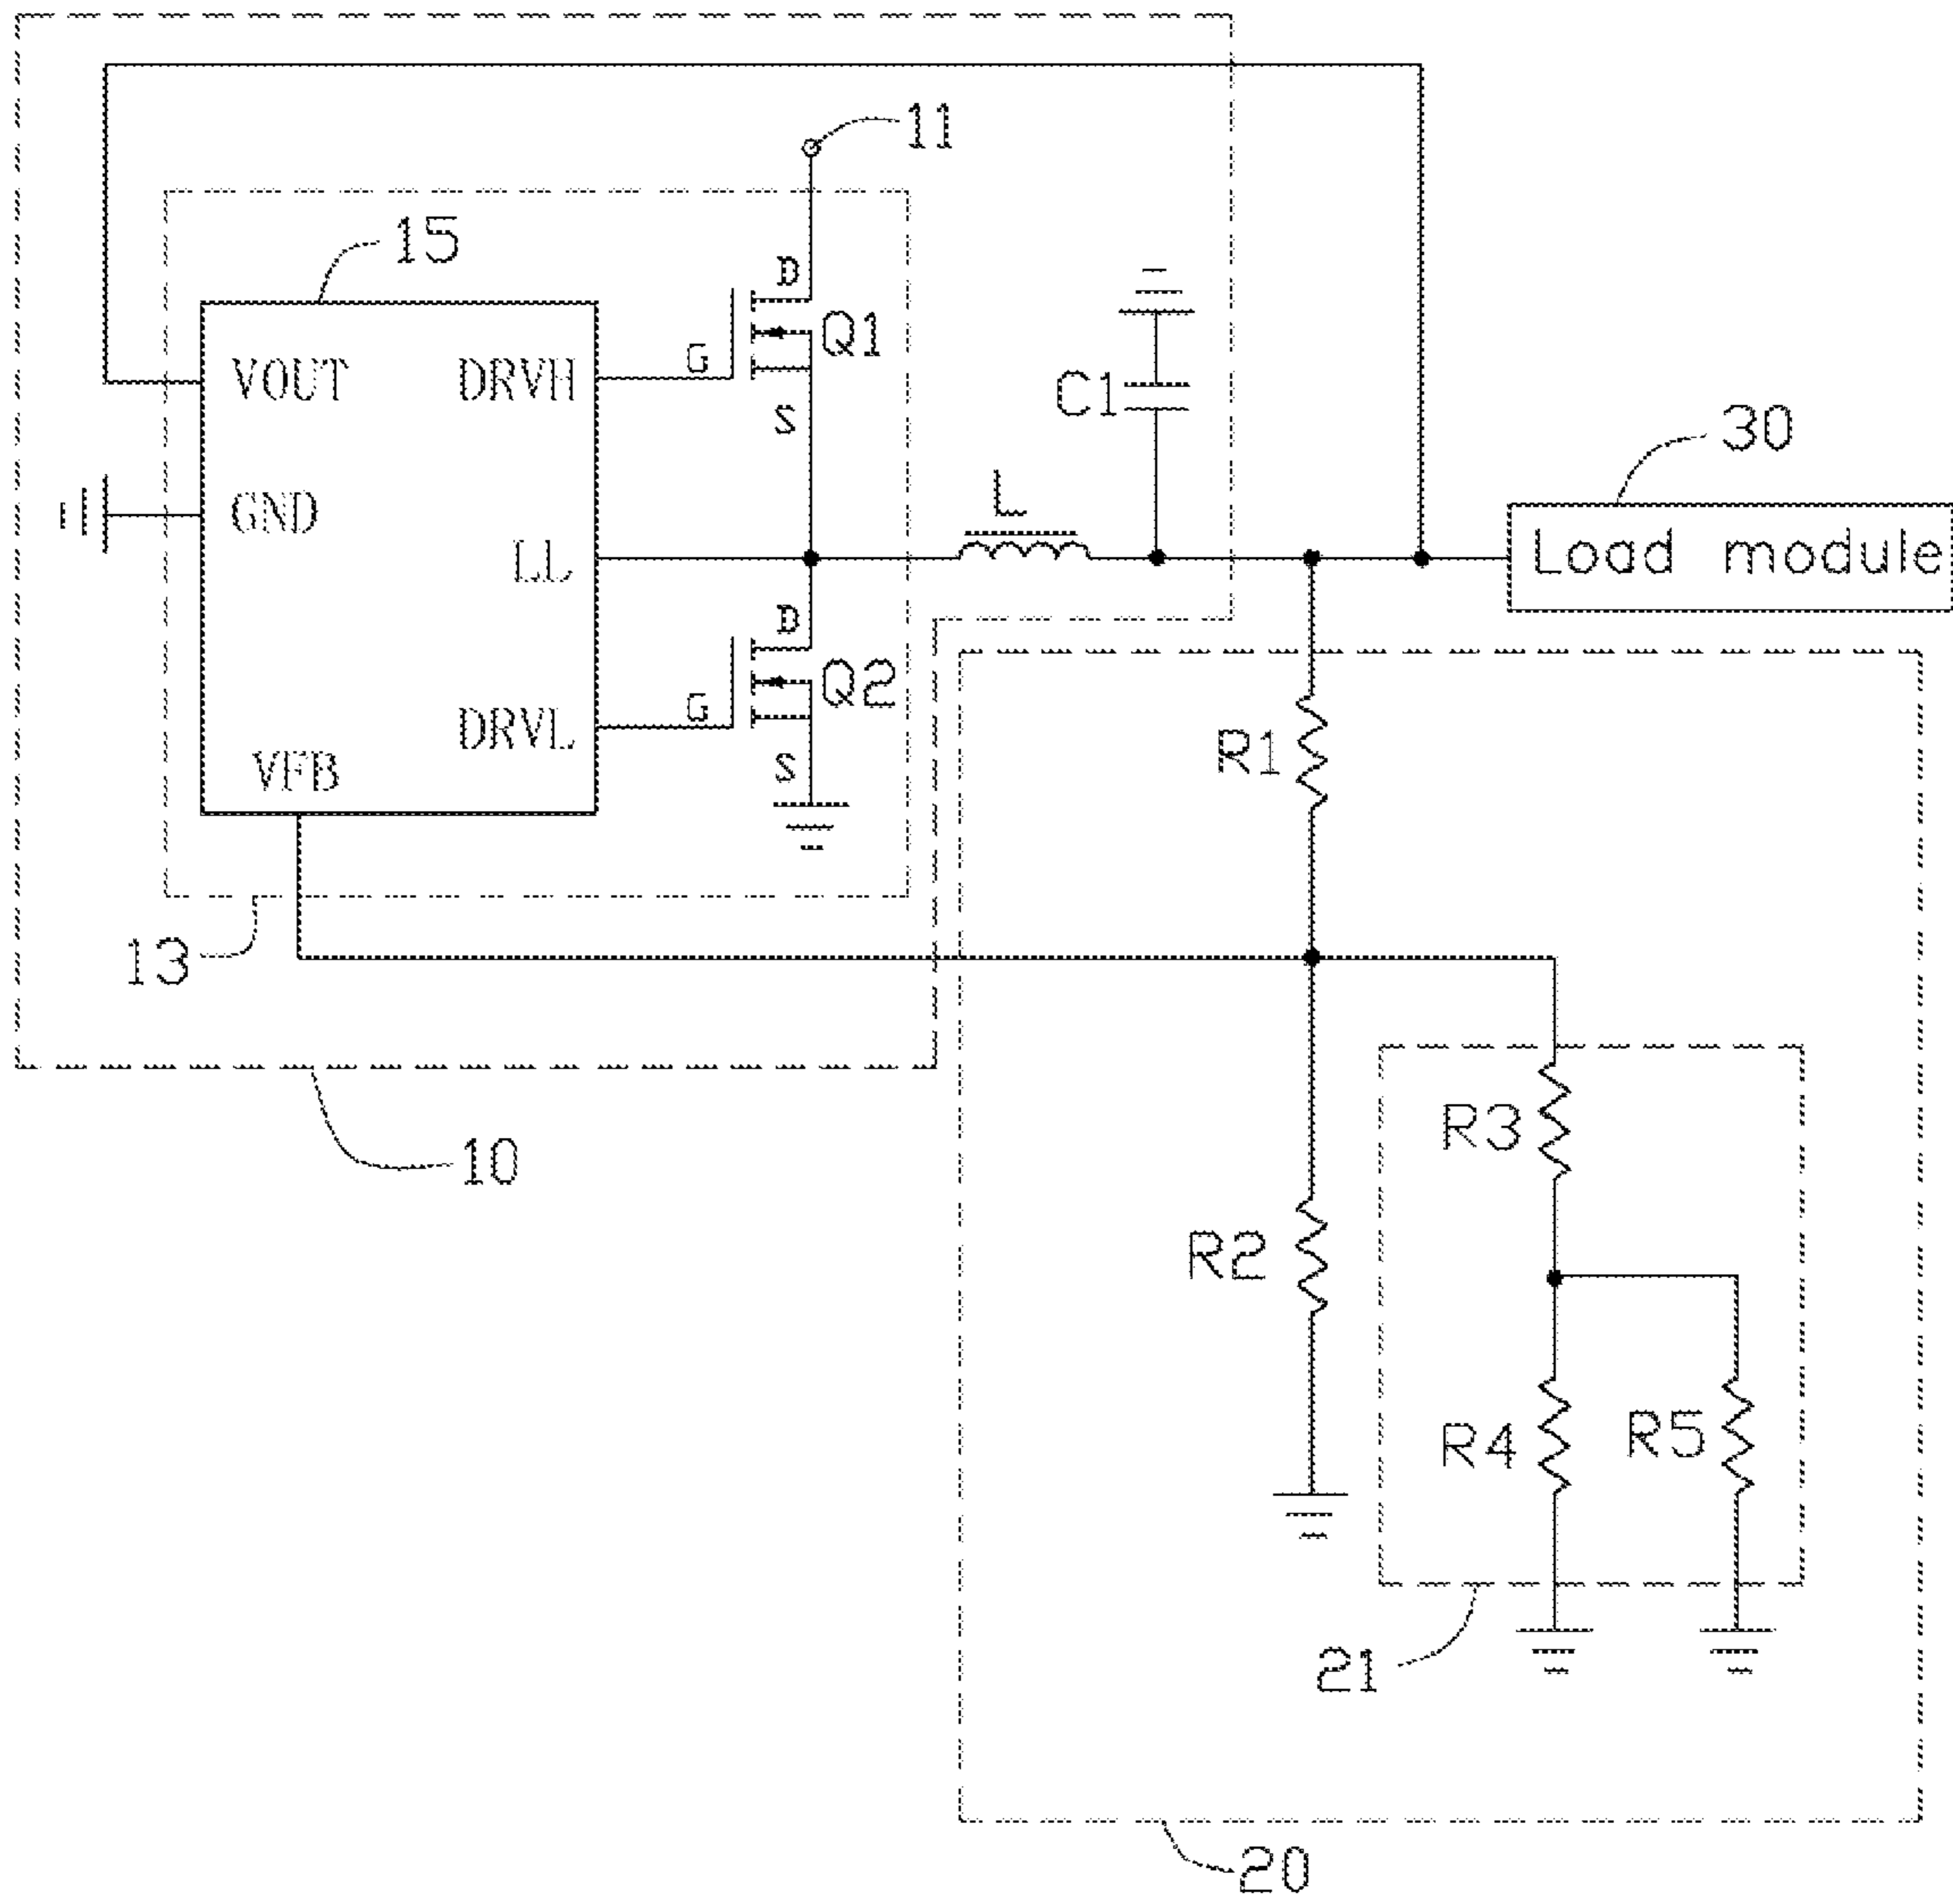 11
15
D
Q1
G
S
VOUT
DRVH
C1
30
L
GND
LL
Load module
D
Q2
G
S
DRVL
VFB
R1
13
10
R3
R2
R4
R5
21
20